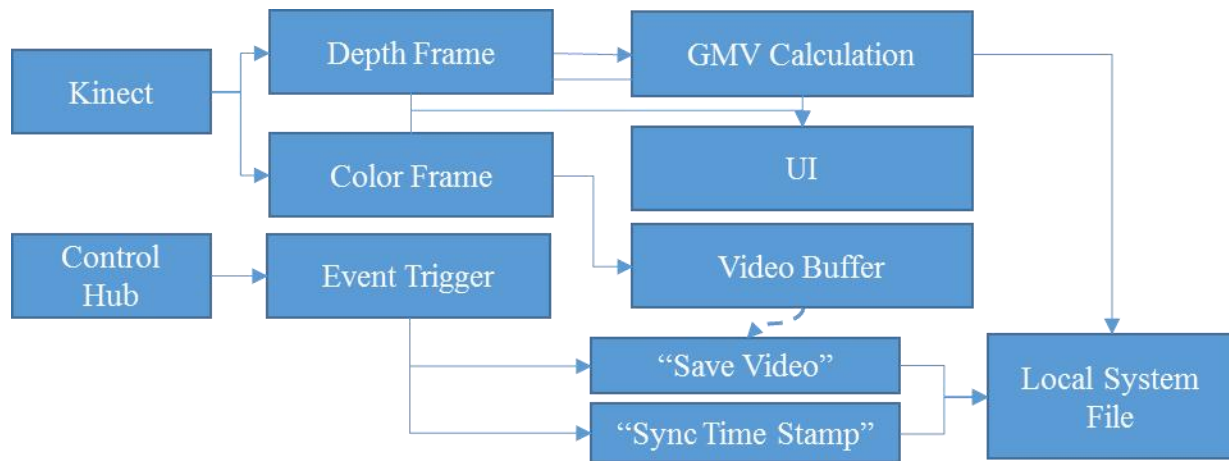 Depth Frame
GMV Calculation
Kinect
Color Frame
UI
Control
Hub
Event Trigger
Video Buffer
“Save Video”
“Sync Time Stamp”
Local System
File